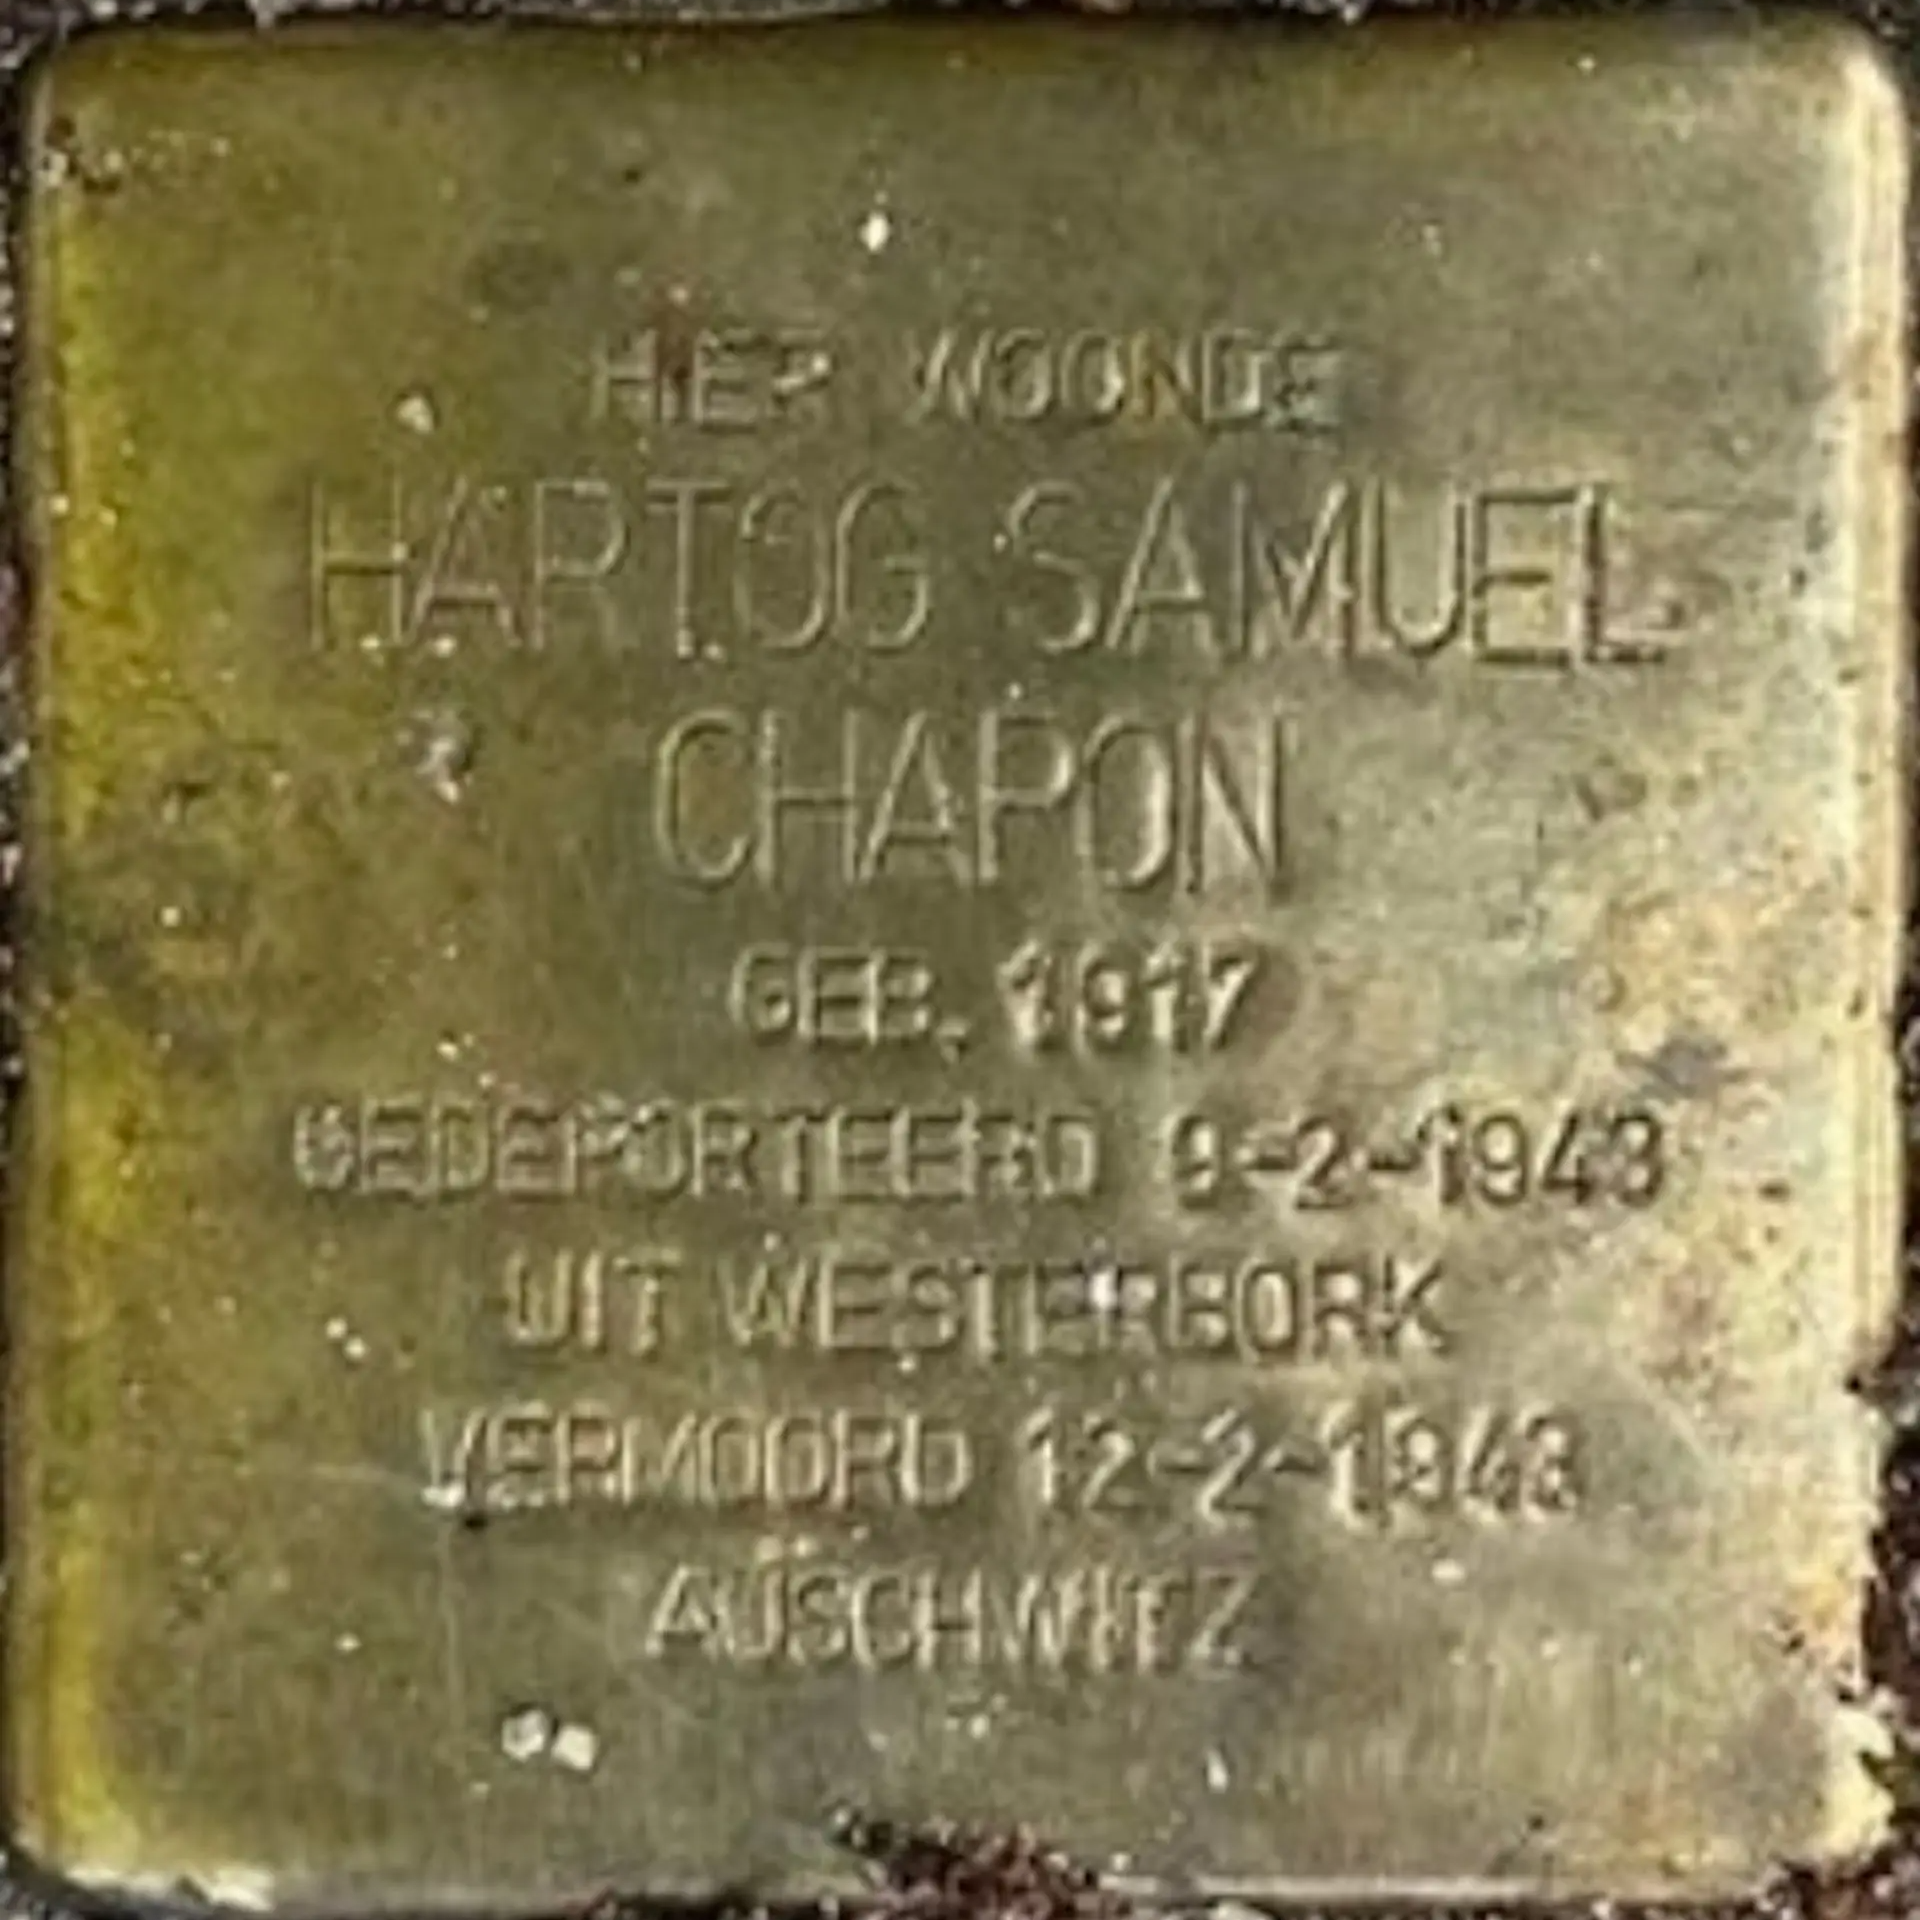 HIER WOONDE
HARTOG SAMUEL
CHAPON
GEB. 1917
GEDEPORTEERD 9-2-1943
UIT WESTERBORK
VERMOORD 12-2-1943
AUSCHWITZ